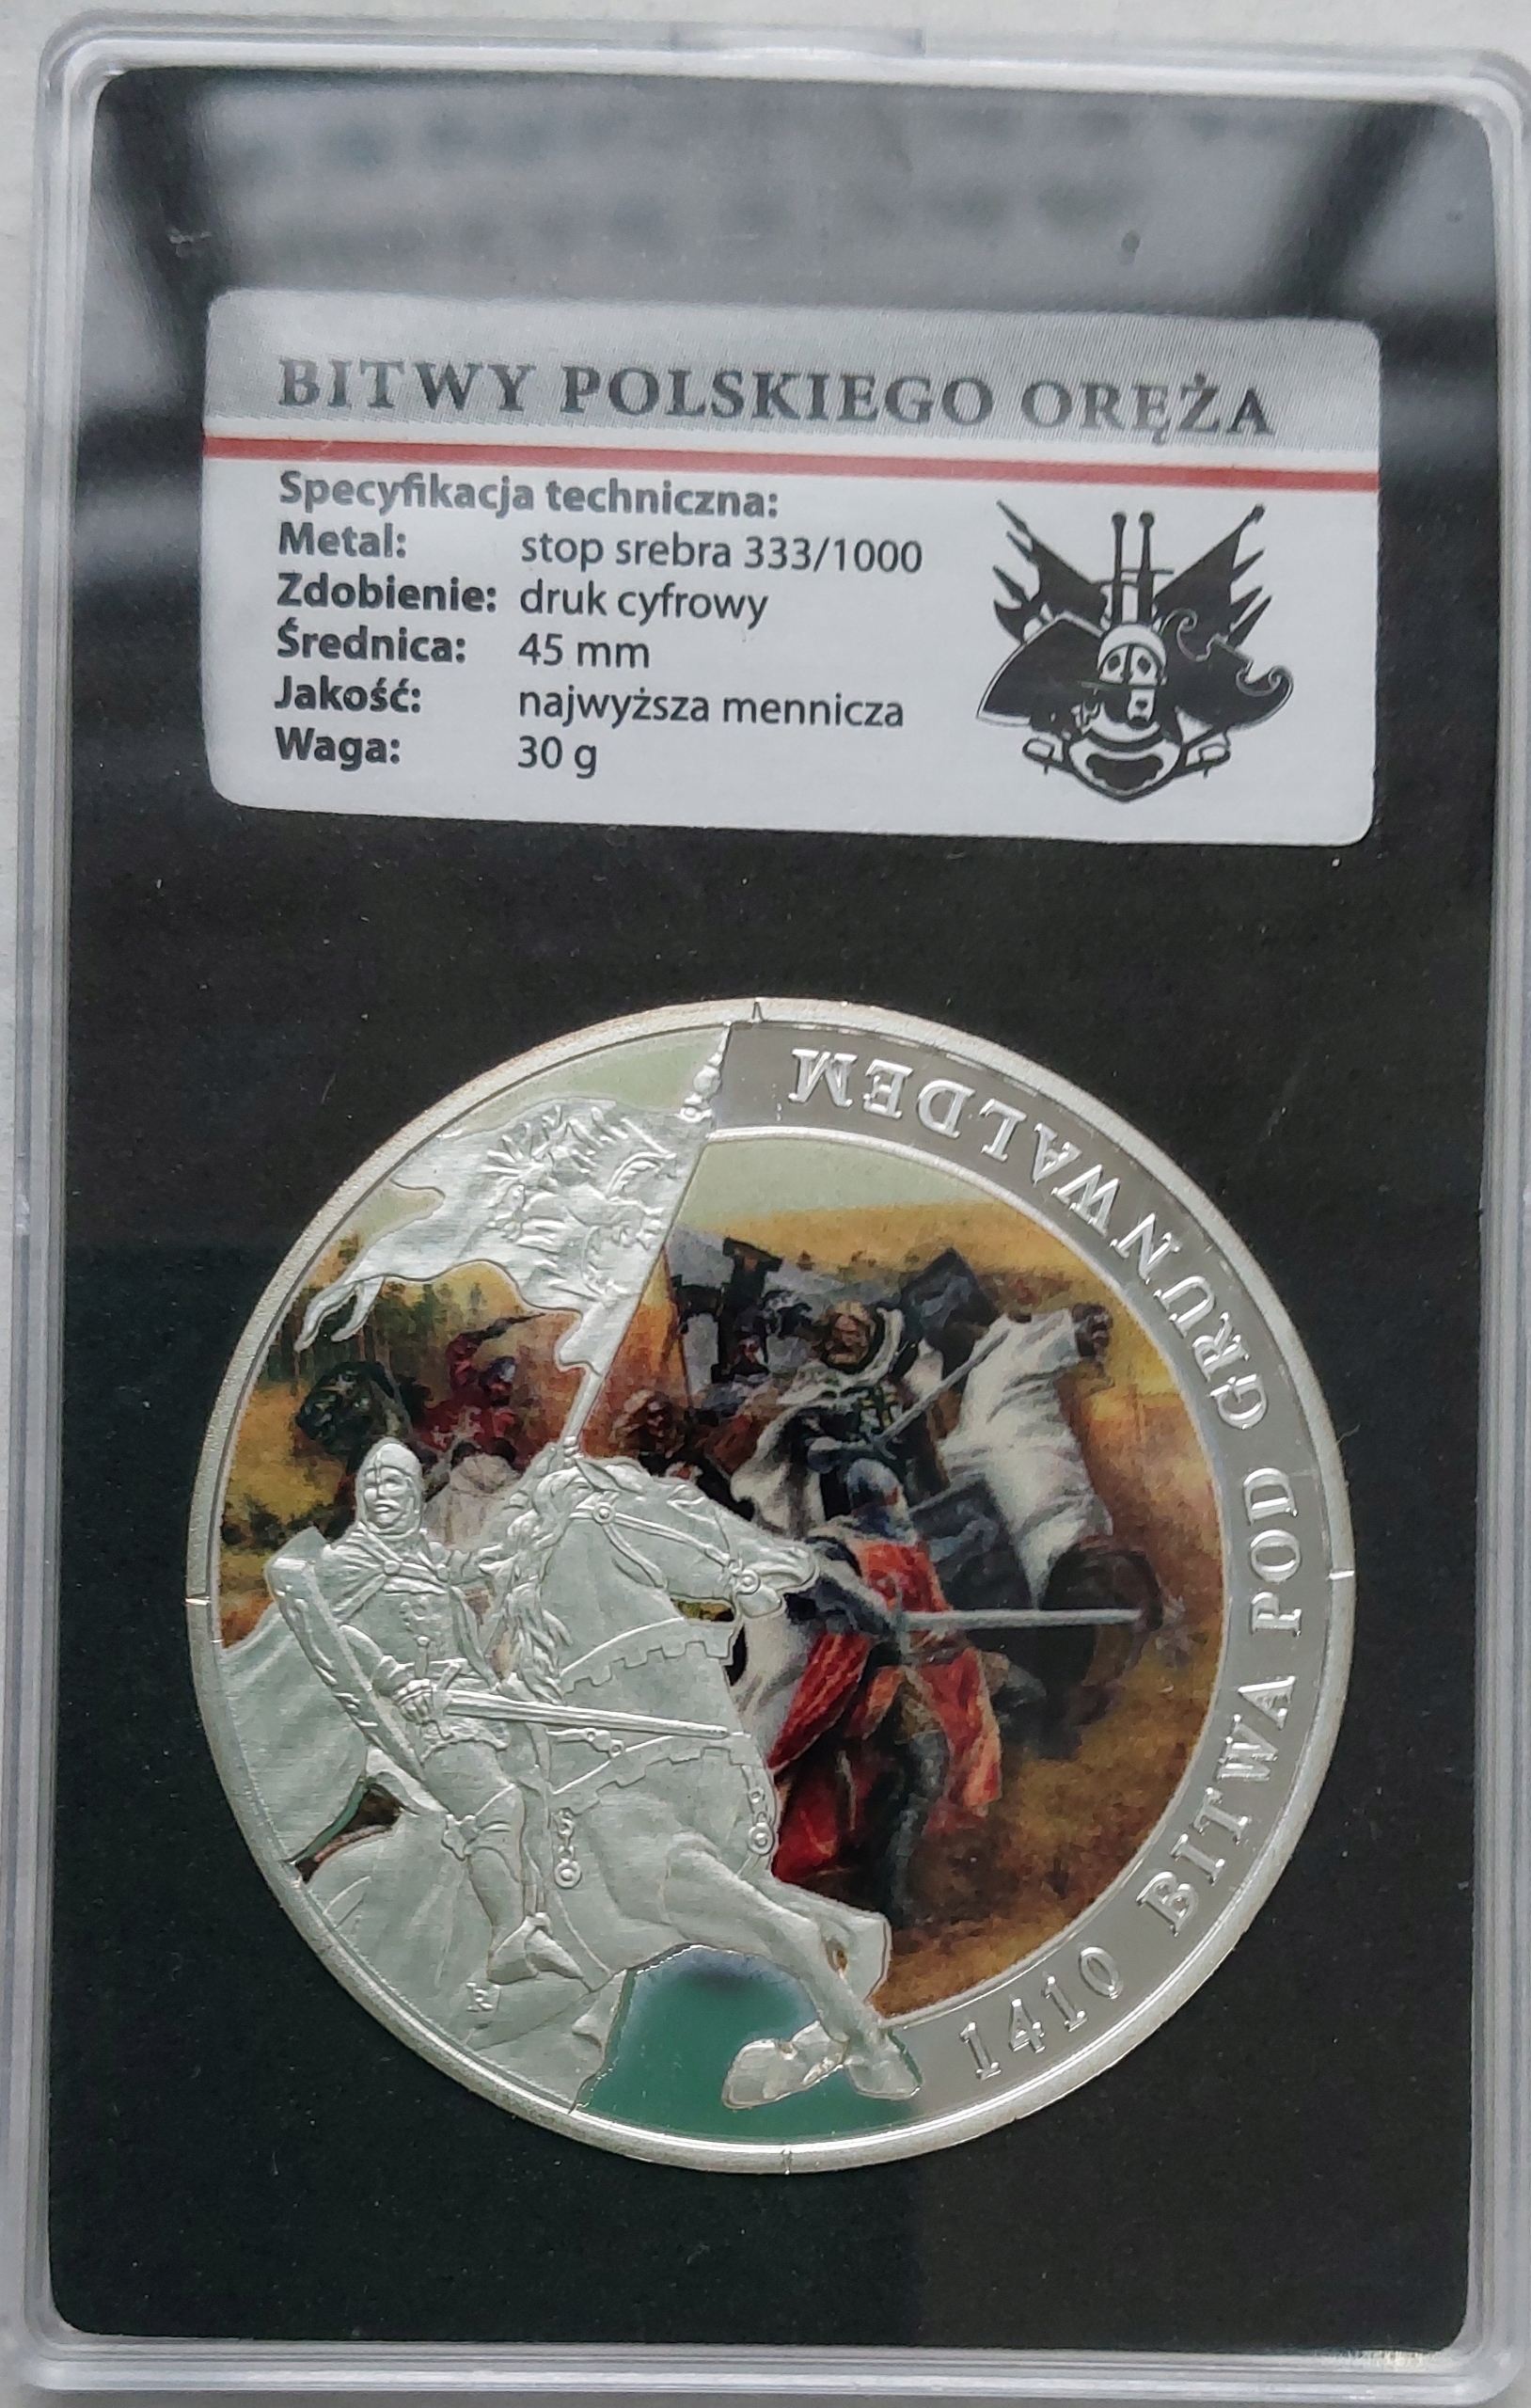 BITWY POLSKIEGO ORĘŻA
Specyfikacja techniczna:
Metal: stop srebra 333/1000
Zdobienie: druk cyfrowy
Średnica: 45 mm
Jakość: najwyższa mennicza
Waga: 30 g
1410 BITWA POD GRUNWALDEM